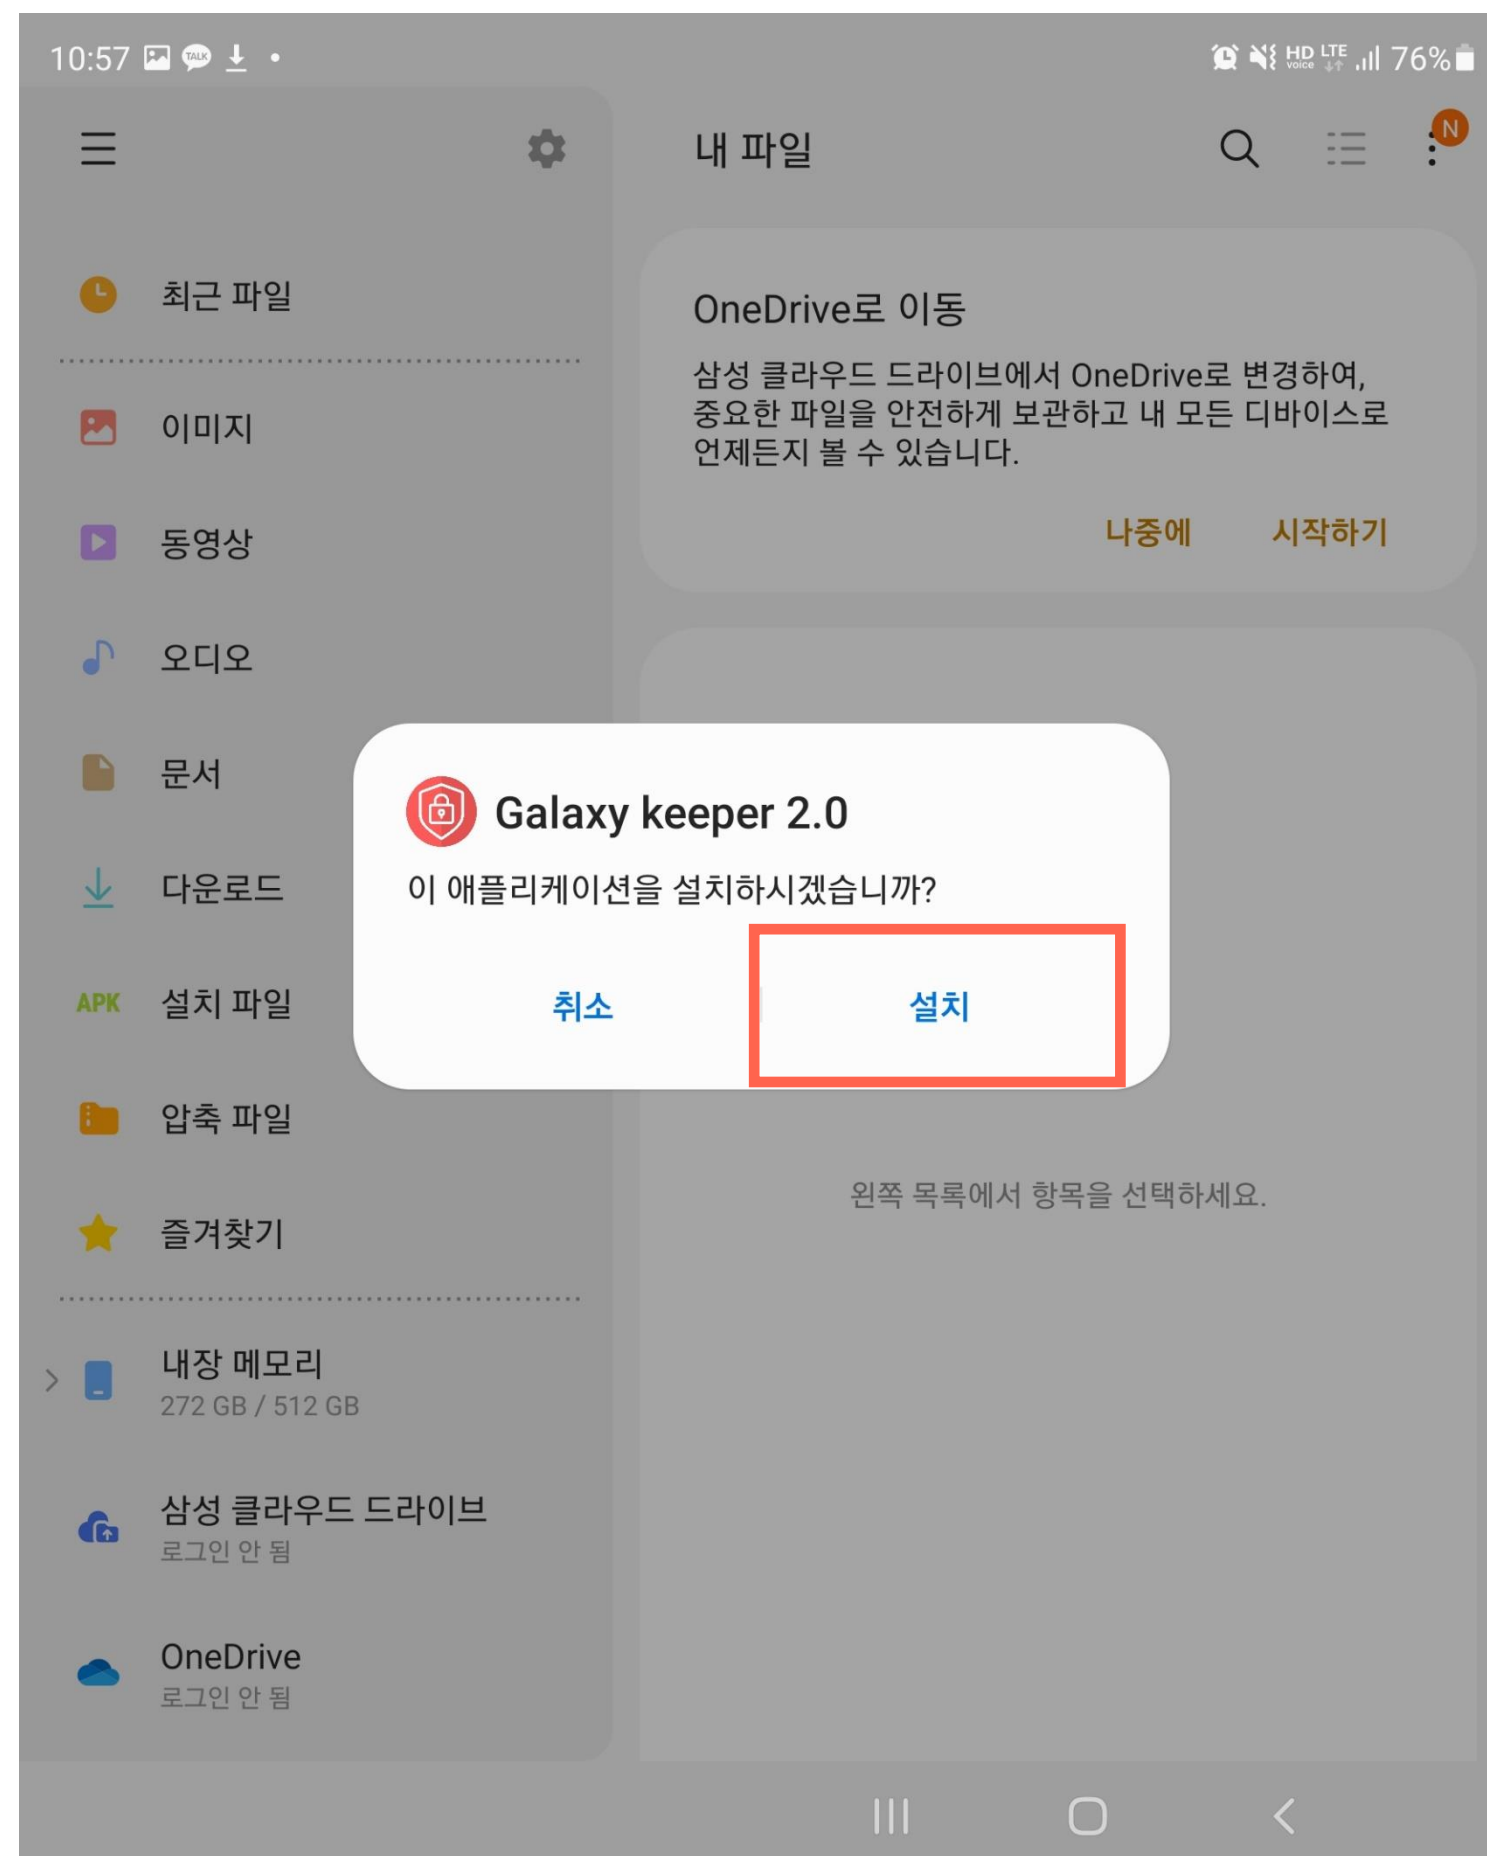 10:57 TALK HD voice LTE 76%
내 파일
N
최근 파일
이미지
동영상
오디오
문서
다운로드
APK 설치 파일
압축 파일
즐겨찾기
내장 메모리
272 GB / 512 GB
삼성 클라우드 드라이브
로그인 안 됨
OneDrive
로그인 안 됨
OneDrive로 이동
삼성 클라우드 드라이브에서 OneDrive로 변경하여,
중요한 파일을 안전하게 보관하고 내 모든 디바이스로
언제든지 볼 수 있습니다.
나중에 시작하기
Galaxy keeper 2.0
이 애플리케이션을 설치하시겠습니까?
취소 설치
왼쪽 목록에서 항목을 선택하세요.